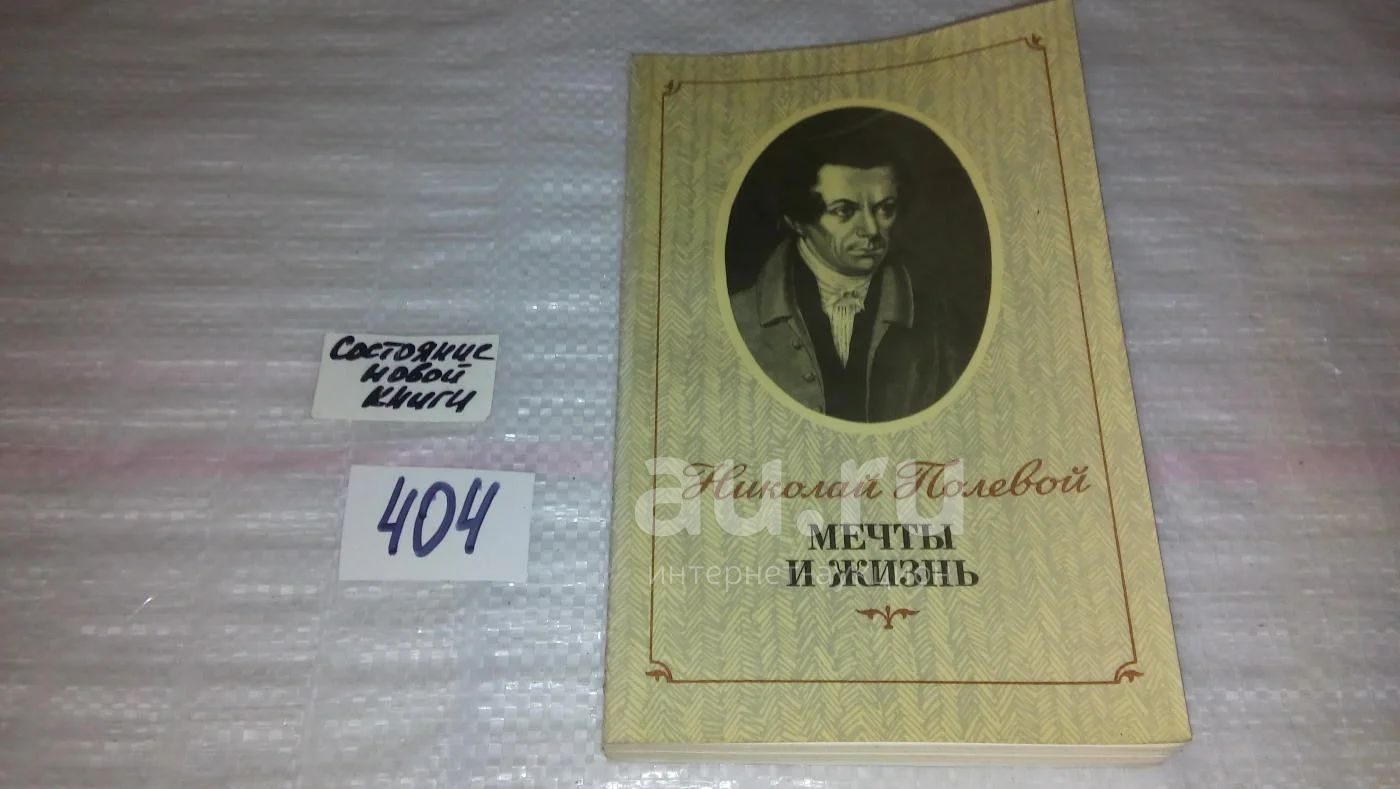 Состояние
новой
книги
404
Николай Полевой
МЕЧТЫ
И ЖИЗНЬ
au.ru